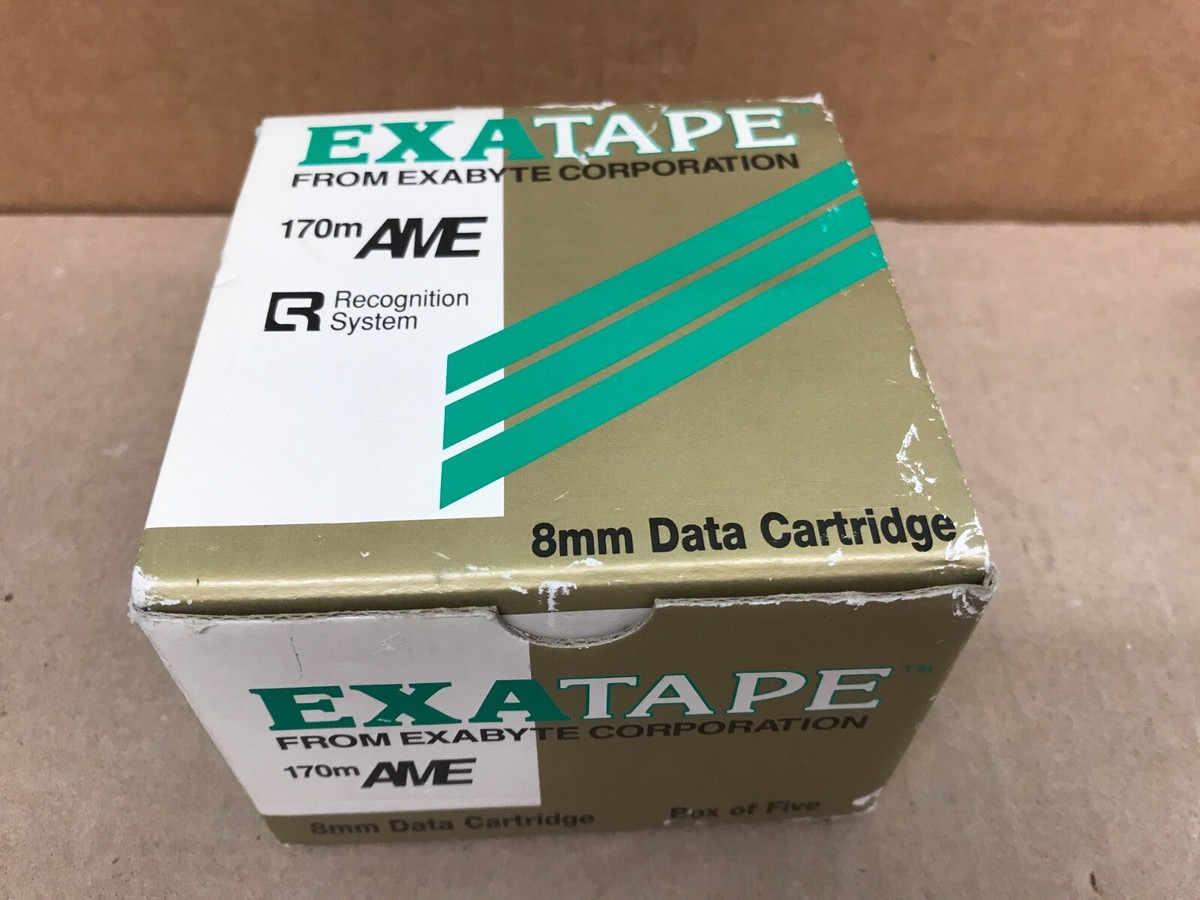 EXATAPE™
FROM EXABYTE CORPORATION
170m AME
R Recognition
System
8mm Data Cartridge
EXATAPE™
FROM EXABYTE CORPORATION
170m AME
8mm Data Cartridge Box of Five